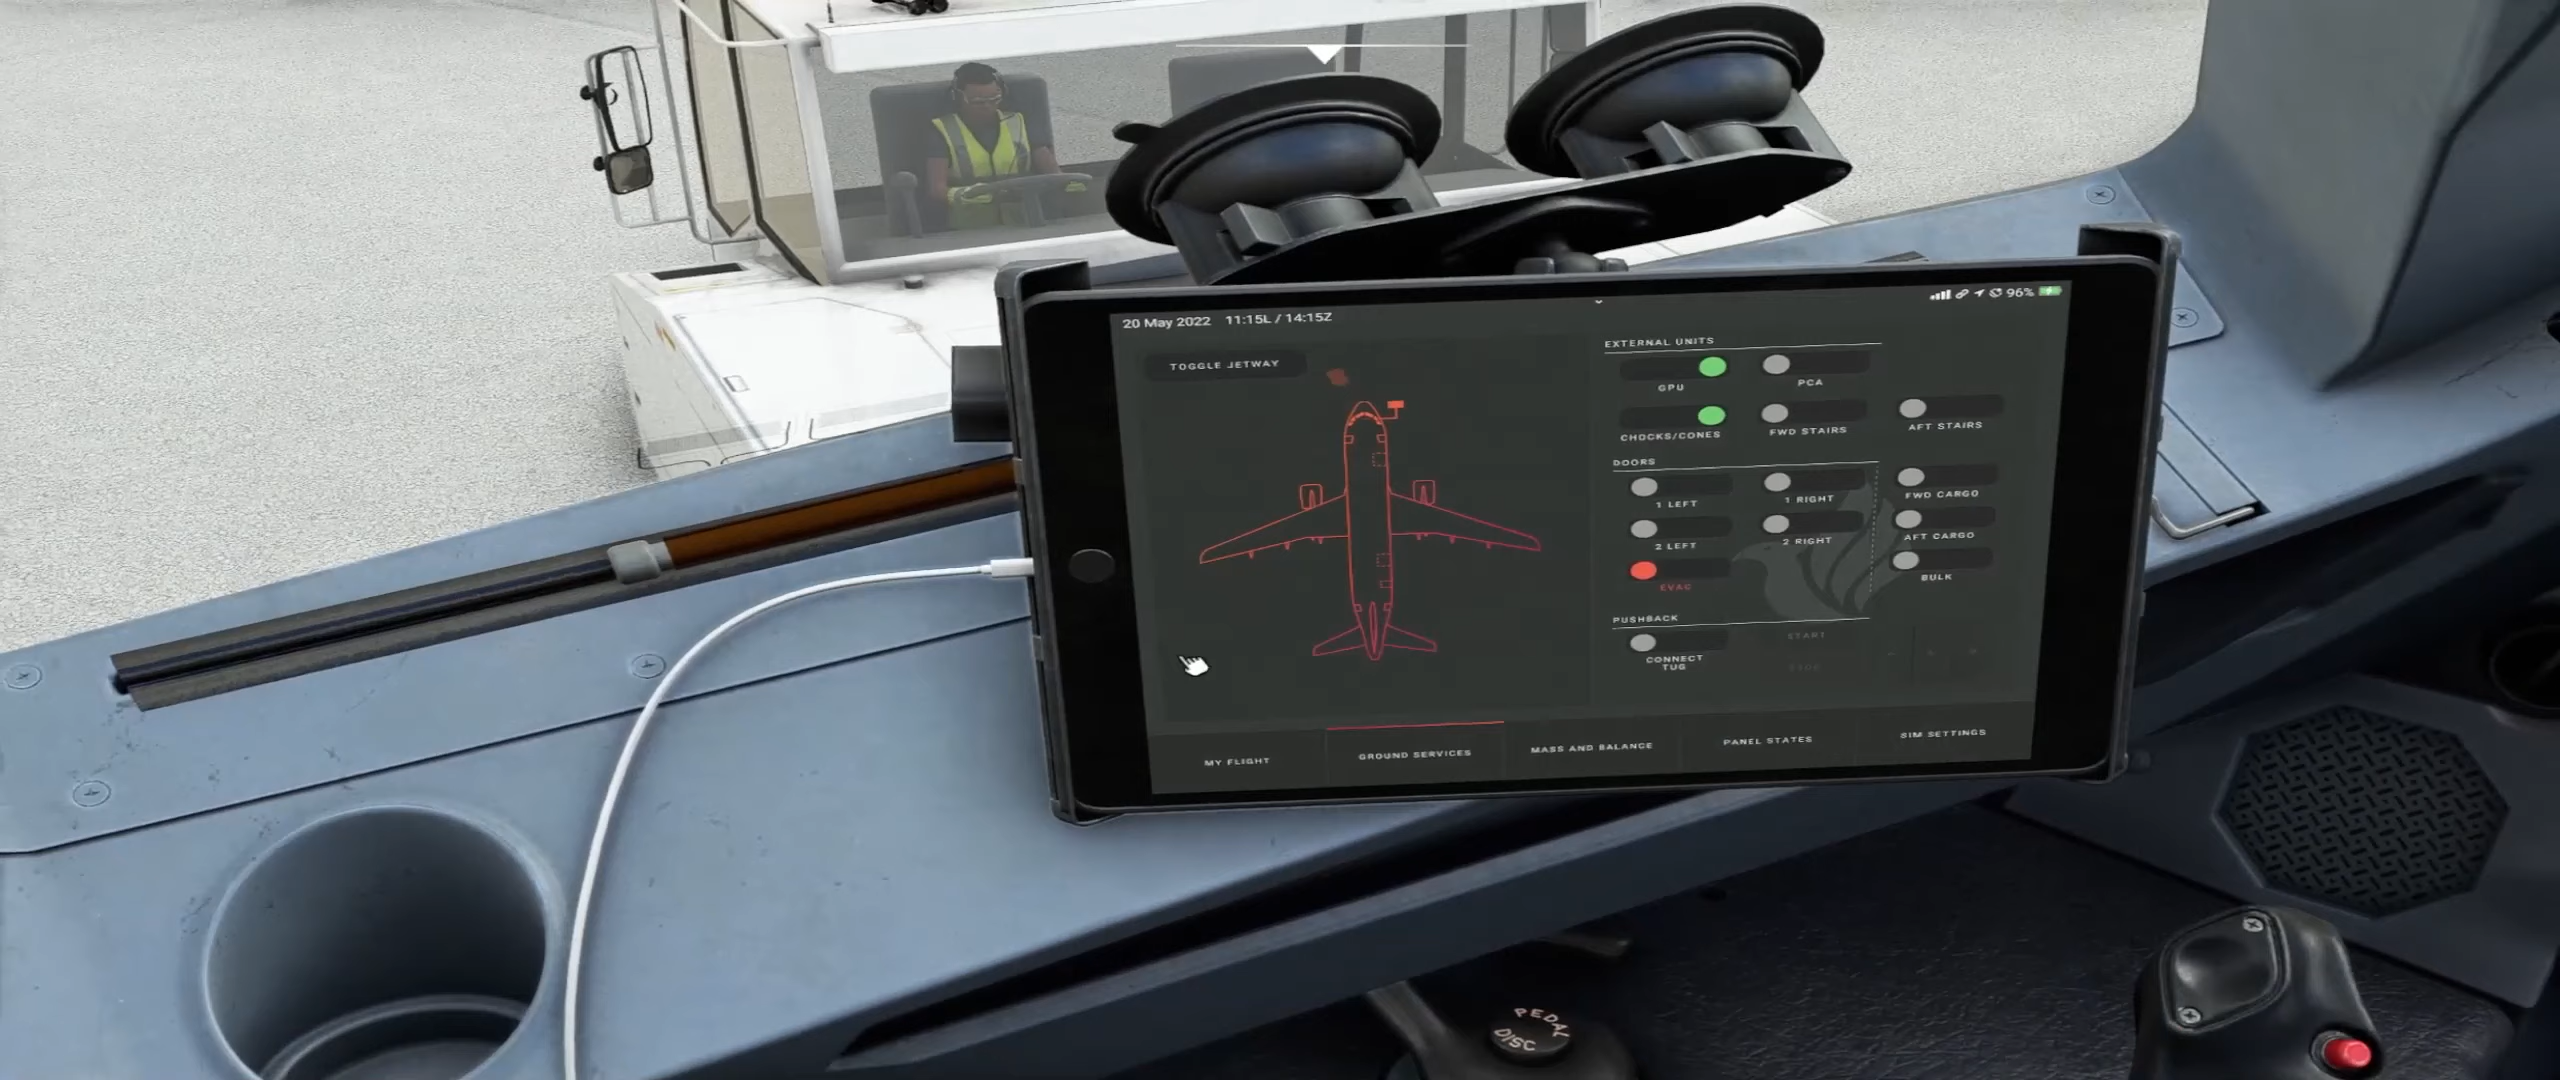 20 May 2022 11:15L / 14:15Z
96%
TOGGLE JETWAY
EXTERNAL UNITS
GPU
PCA
CHOCKS/CONES
FWD STAIRS
AFT STAIRS
DOORS
1 LEFT
1 RIGHT
FWD CARGO
2 LEFT
2 RIGHT
AFT CARGO
EVAC
BULK
PUSHBACK
START
CONNECT
TUG
STOP
MY FLIGHT
GROUND SERVICES
MASS AND BALANCE
PANEL STATES
SIM SETTINGS
PEDAL
DISC